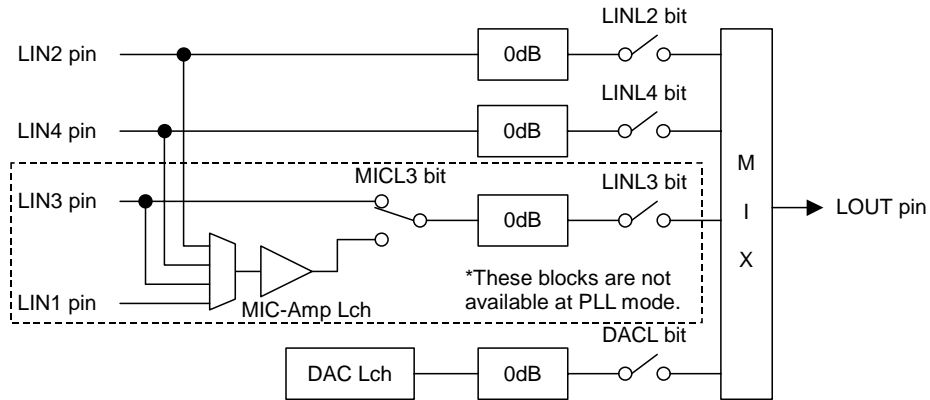 LINL2 bit
LIN2 pin
0dB
LINL4 bit
LIN4 pin
0dB
MICL3 bit
LINL3 bit
LIN3 pin
0dB
M
I
X
LOUT pin
*These blocks are not
available at PLL mode.
LIN1 pin
MIC-Amp Lch
DACL bit
DAC Lch
0dB